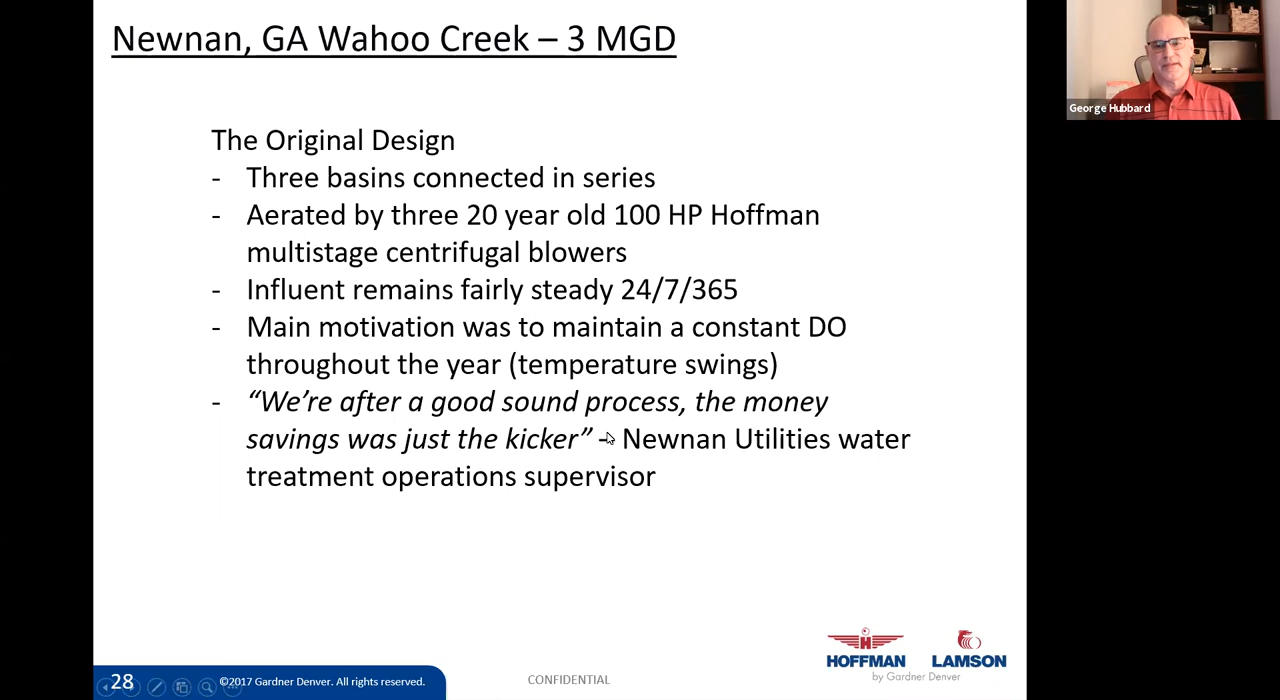 Newnan, GA Wahoo Creek – 3 MGD
George Hubbard
The Original Design
- Three basins connected in series
- Aerated by three 20 year old 100 HP Hoffman
multistage centrifugal blowers
- Influent remains fairly steady 24/7/365
- Main motivation was to maintain a constant DO
throughout the year (temperature swings)
- “We’re after a good sound process, the money
savings was just the kicker” - Newnan Utilities water
treatment operations supervisor
HOFFMAN LAMSON
by Gardner Denver
28 ©2017 Gardner Denver. All rights reserved. CONFIDENTIAL